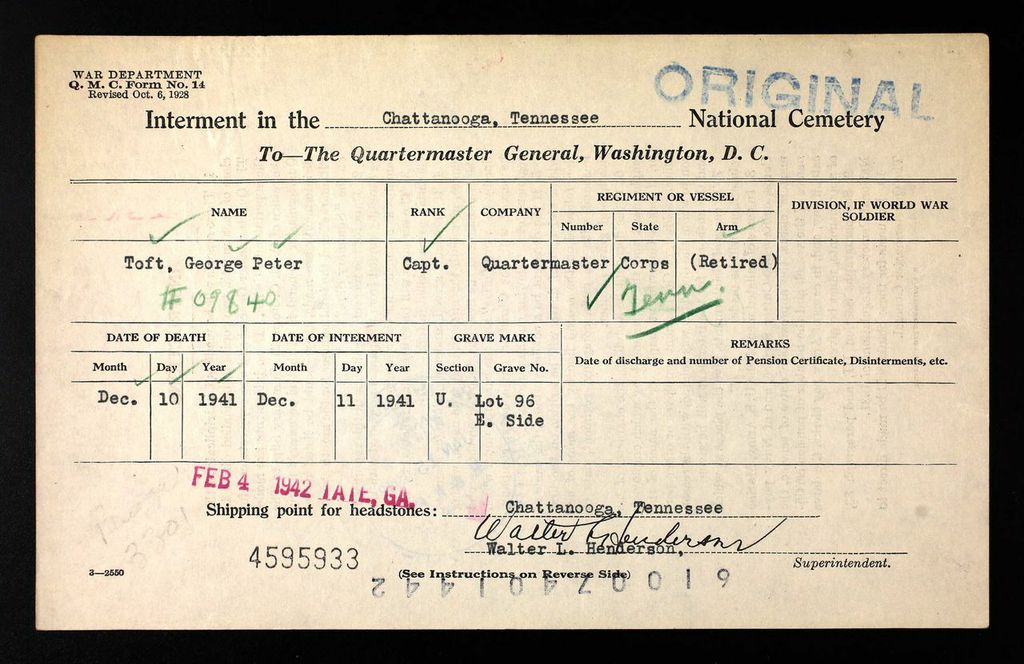 WAR DEPARTMENT
Q. M. C. Form No. 14
Revised Oct. 6, 1928
ORIGINAL
Interment in the Chattanooga, Tennessee National Cemetery
To—The Quartermaster General, Washington, D. C.
NAME RANK COMPANY REGIMENT OR VESSEL DIVISION, IF WORLD WAR SOLDIER
Number State Arm
Toft, George Peter Capt. Quartermaster Corps (Retired)
# 09840 Tenn.
DATE OF DEATH DATE OF INTERMENT GRAVE MARK REMARKS
Date of discharge and number of Pension Certificate, Disinterments, etc.
Month Day Year Month Day Year Section Grave No.
Dec. 10 1941 Dec. 11 1941 U. Lot 96
E. Side
FEB 4 1942 TATE, GA.
Shipping point for headstones: Chattanooga, Tennessee
Walter L. Henderson
Walter L. Henderson,
4595933
Superintendent.
3—2550
(See Instructions on Reverse Side)